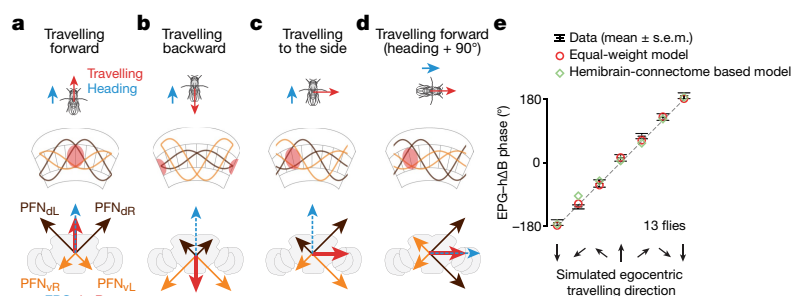 a
Travelling
forward
b
Travelling
backward
c
Travelling
to the side
d
Travelling forward
(heading + 90°)
Travelling
Heading
PFNdL
PFNdR
PFNvR
PFNvL
e
Data (mean ± s.e.m.)
Equal-weight model
Hemibrain-connectome based model
EPG–hΔB phase (°)
180
0
−180
13 flies
Simulated egocentric
travelling direction